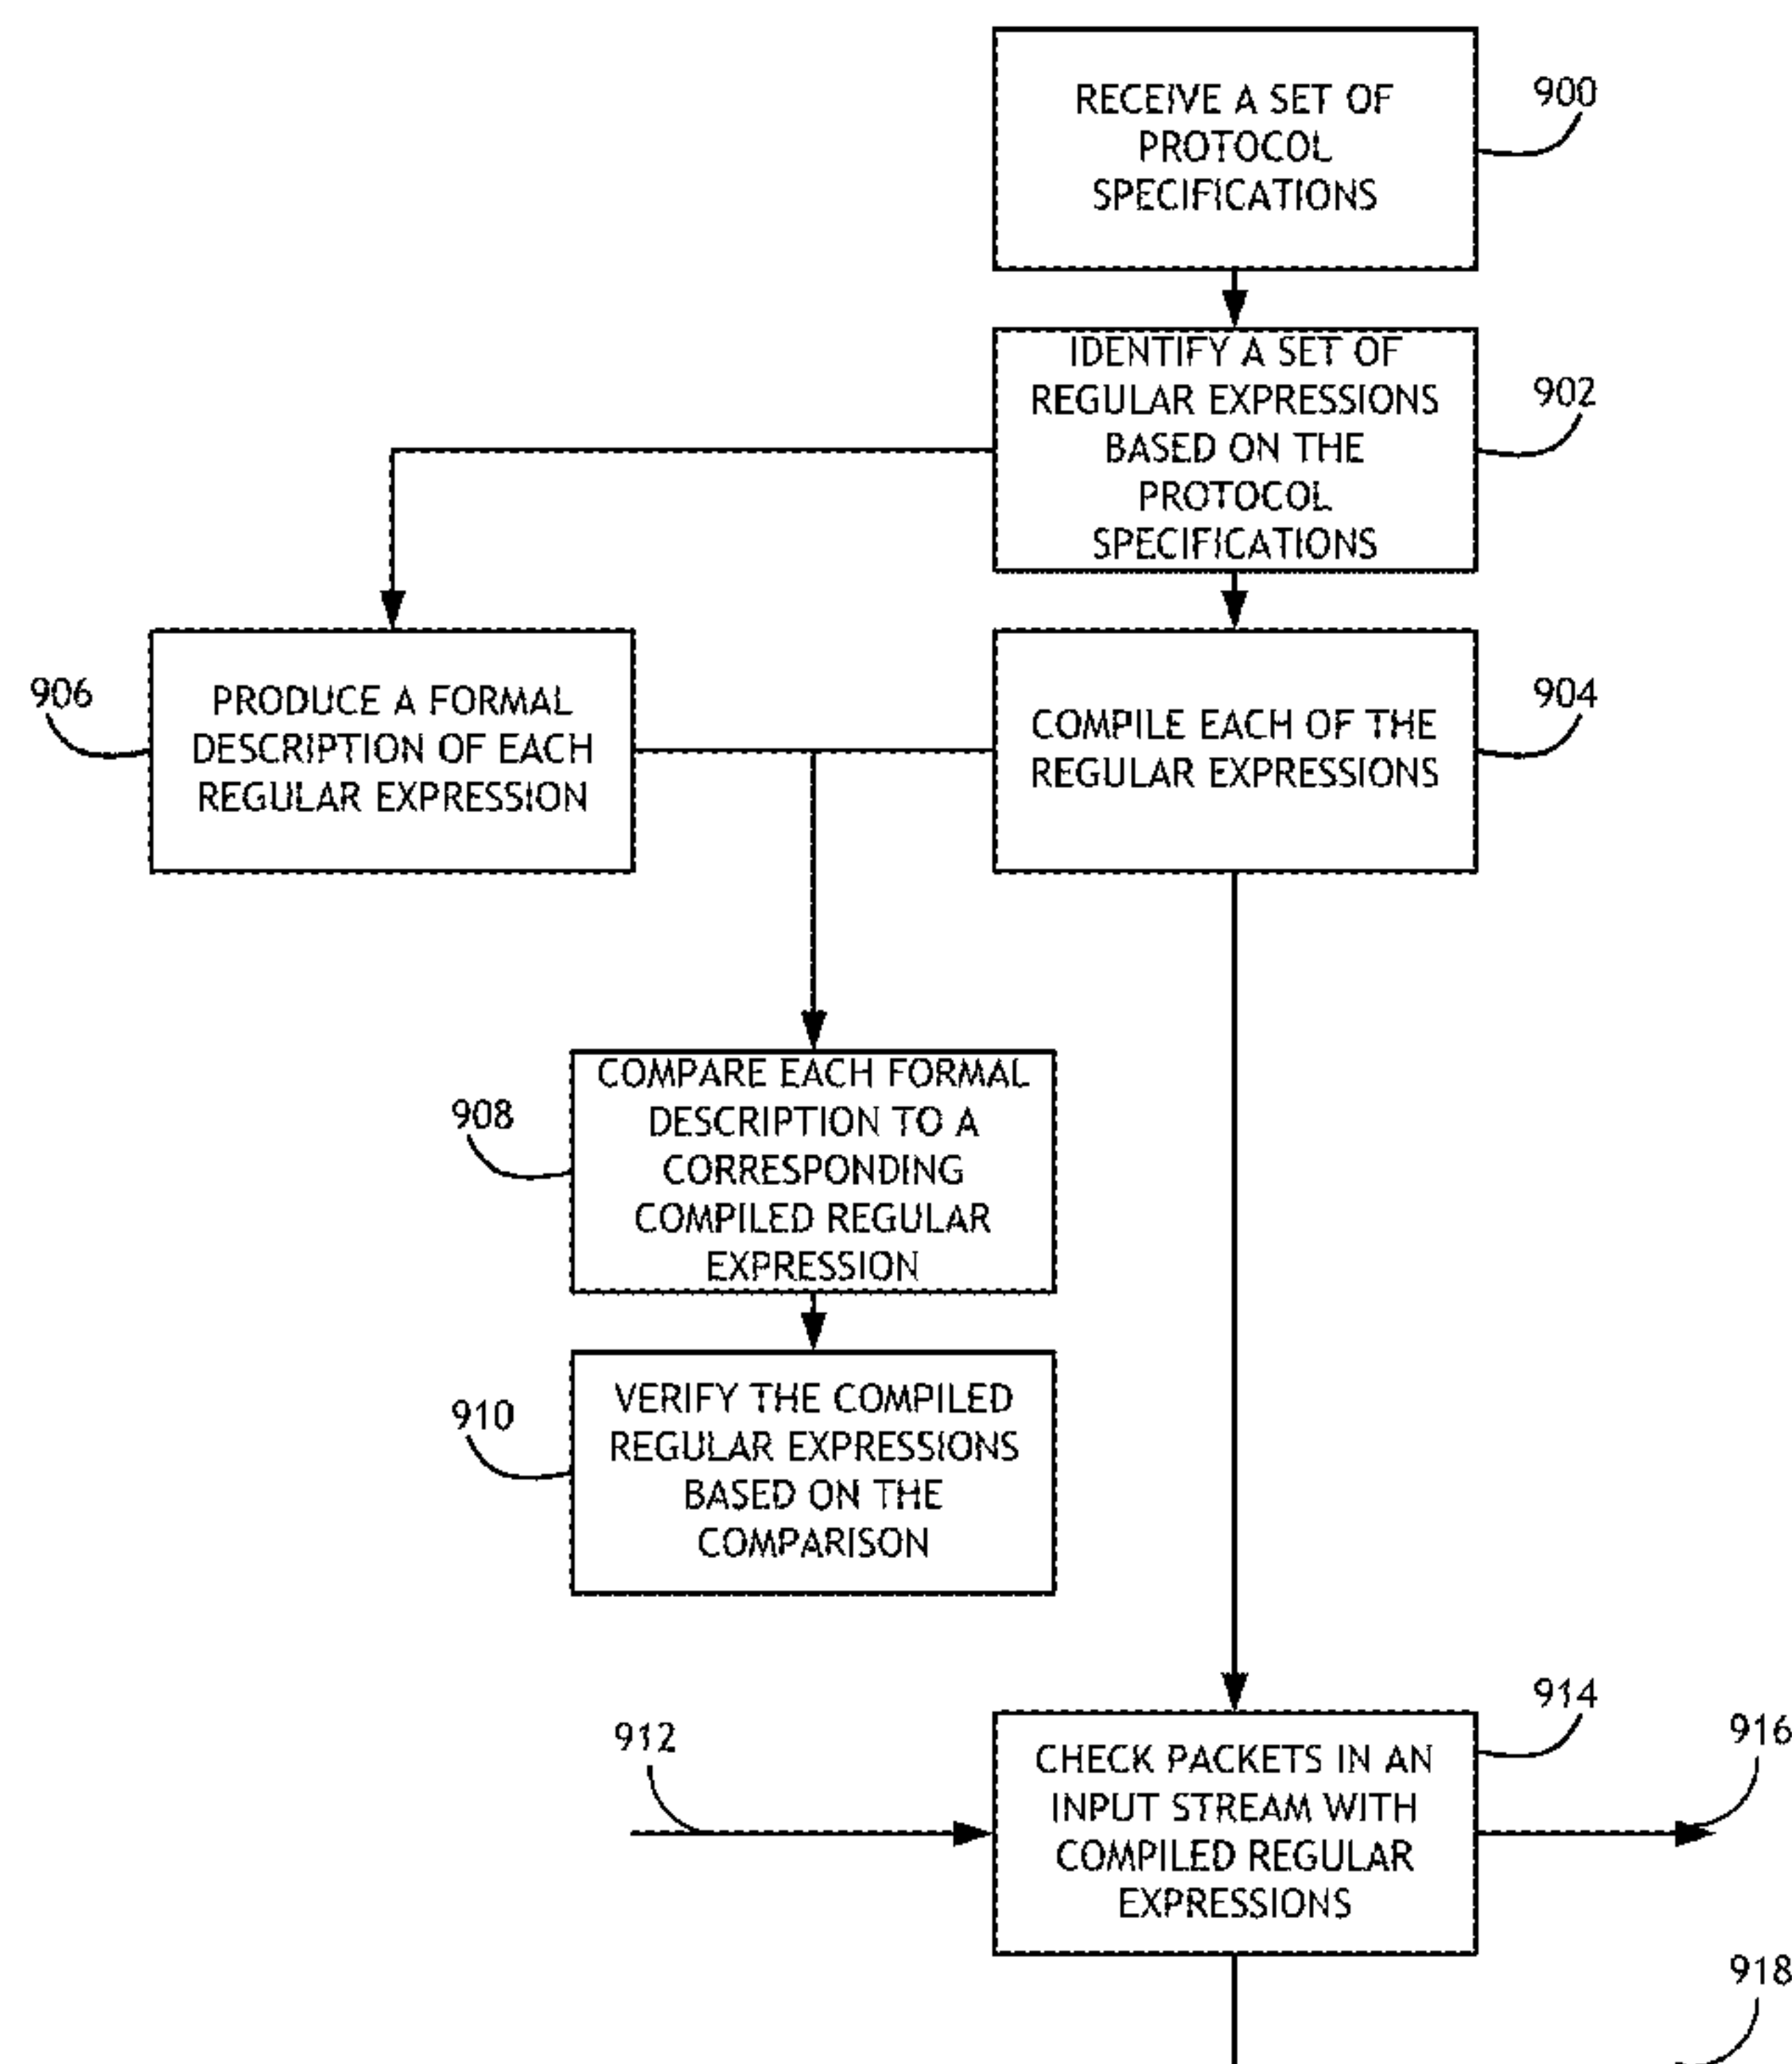 RECEIVE A SET OF
PROTOCOL
SPECIFICATIONS
900
IDENTIFY A SET OF
REGULAR EXPRESSIONS
BASED ON THE
PROTOCOL
SPECIFICATIONS
902
906
PRODUCE A FORMAL
DESCRIPTION OF EACH
REGULAR EXPRESSION
COMPILE EACH OF THE
REGULAR EXPRESSIONS
904
908
COMPARE EACH FORMAL
DESCRIPTION TO A
CORRESPONDING
COMPILED REGULAR
EXPRESSION
910
VERIFY THE COMPILED
REGULAR EXPRESSIONS
BASED ON THE
COMPARISON
912
CHECK PACKETS IN AN
INPUT STREAM WITH
COMPILED REGULAR
EXPRESSIONS
914
916
918